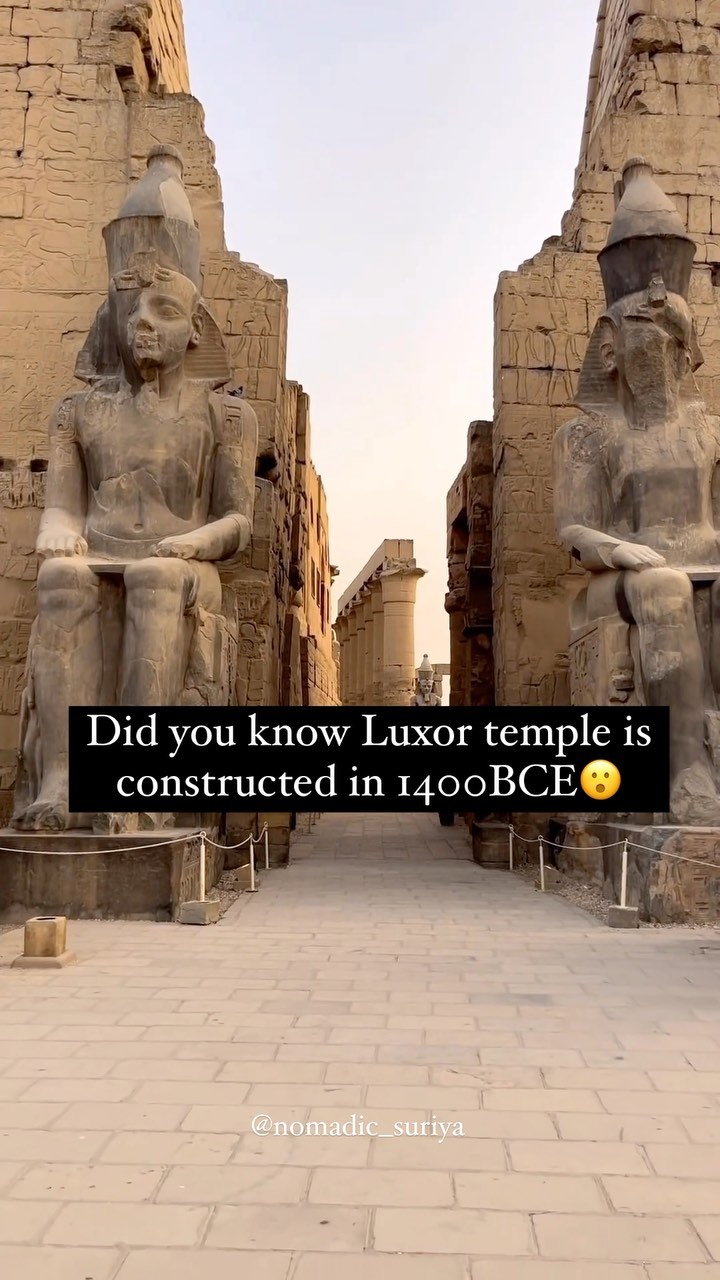 Did you know Luxor temple is
constructed in 1400BCE😮
@nomadic_suriya